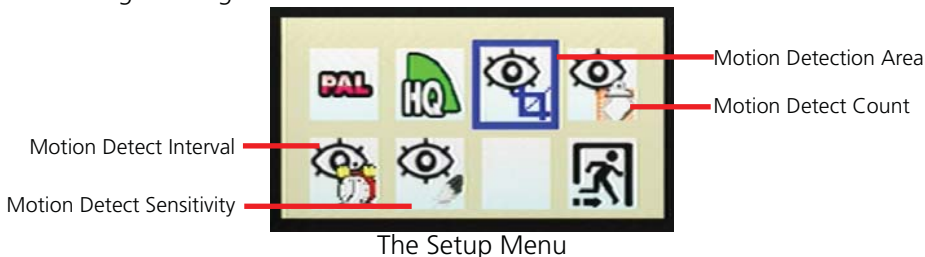 Motion Detection Area
PAL
HQ
Motion Detect Count
Motion Detect Interval
Motion Detect Sensitivity
The Setup Menu